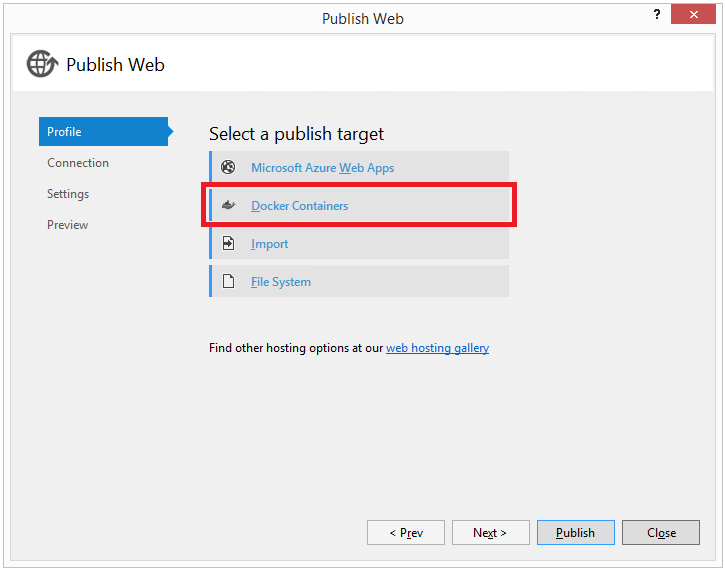 Publish Web
?
Publish Web
Profile
Connection
Settings
Preview
Select a publish target
Microsoft Azure Web Apps
Docker Containers
Import
File System
Find other hosting options at our web hosting gallery
< Prev
Next >
Publish
Close